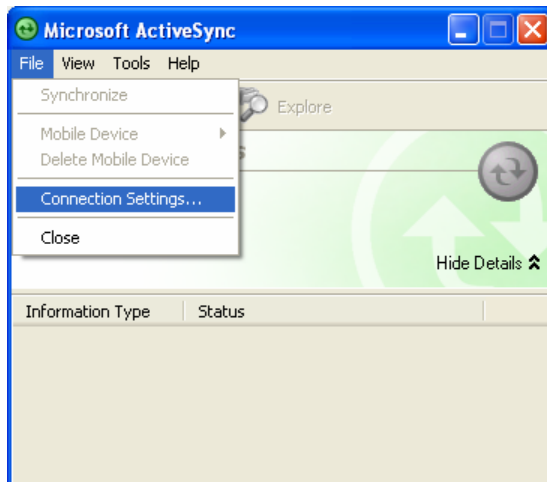 Microsoft ActiveSync
File View Tools Help
Synchronize
Explore
Mobile Device
Delete Mobile Device
Connection Settings...
Close
Hide Details
Information Type Status